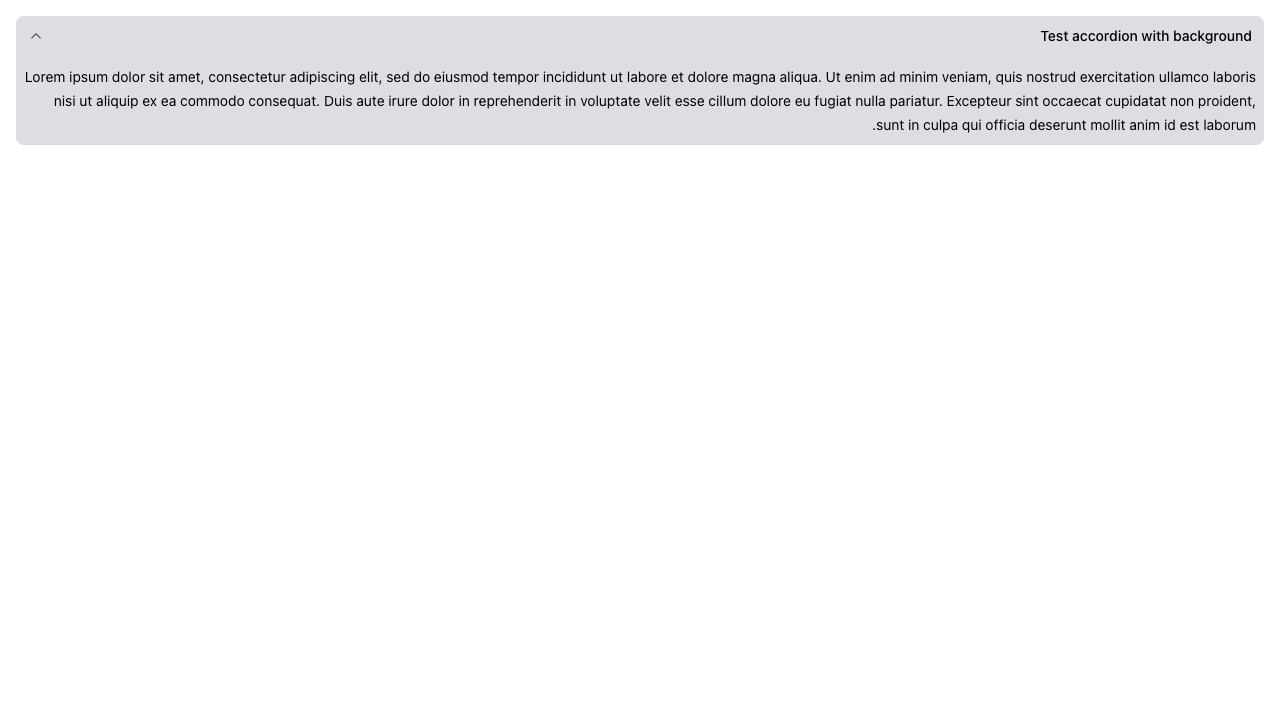 Test accordion with background
Lorem ipsum dolor sit amet, consectetur adipiscing elit, sed do eiusmod tempor incididunt ut labore et dolore magna aliqua. Ut enim ad minim veniam, quis nostrud exercitation ullamco laboris
nisi ut aliquip ex ea commodo consequat. Duis aute irure dolor in reprehenderit in voluptate velit esse cillum dolore eu fugiat nulla pariatur. Excepteur sint occaecat cupidatat non proident,
.sunt in culpa qui officia deserunt mollit anim id est laborum